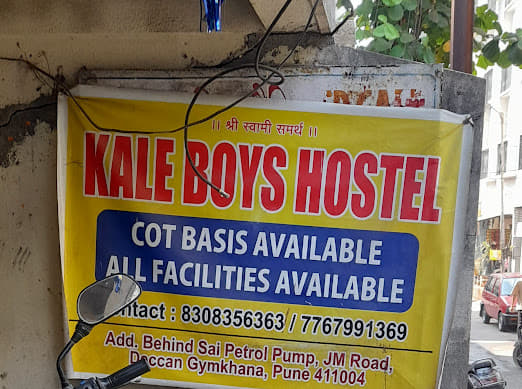 ।। श्री स्वामी समर्थ ।।
KALE BOYS HOSTEL
COT BASIS AVAILABLE
ALL FACILITIES AVAILABLE
Contact : 8308356363 / 7767991369
Add. Behind Sai Petrol Pump, JM Road,
Deccan Gymkhana, Pune 411004